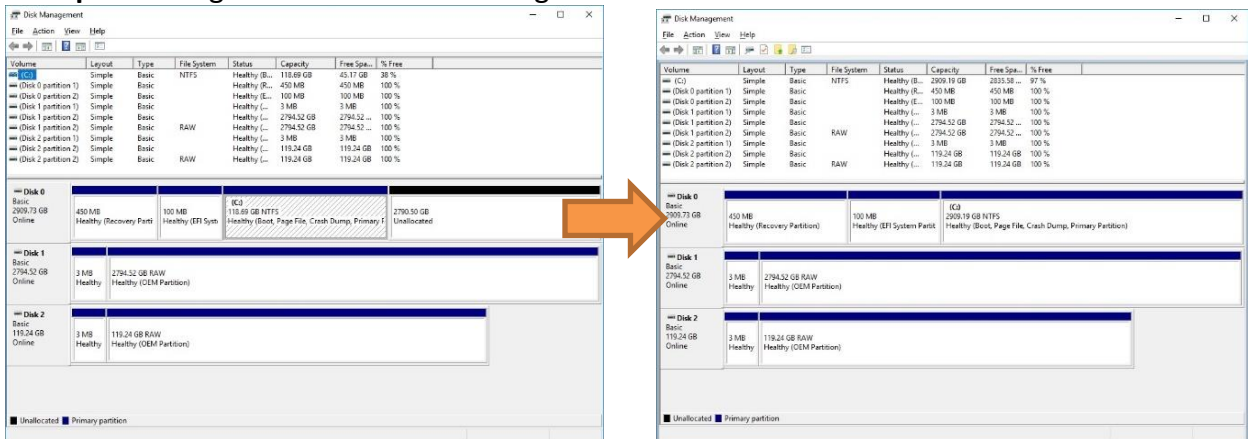 Disk Management
File Action View Help
Volume Layout Type File System Status Capacity Free Spa... % Free
(C:) Simple Basic NTFS Healthy (B... 118.69 GB 45.17 GB 38 %
(Disk 0 partition 1) Simple Basic Healthy (R... 450 MB 450 MB 100 %
(Disk 0 partition 2) Simple Basic Healthy (E... 100 MB 100 MB 100 %
(Disk 1 partition 1) Simple Basic Healthy (... 3 MB 3 MB 100 %
(Disk 1 partition 2) Simple Basic Healthy (... 2794.52 GB 2794.52 ... 100 %
(Disk 1 partition 2) Simple Basic RAW Healthy (... 2794.52 GB 2794.52 ... 100 %
(Disk 2 partition 1) Simple Basic Healthy (... 3 MB 3 MB 100 %
(Disk 2 partition 2) Simple Basic Healthy (... 119.24 GB 119.24 GB 100 %
(Disk 2 partition 2) Simple Basic RAW Healthy (... 119.24 GB 119.24 GB 100 %
Disk 0
Basic
2909.73 GB
Online
450 MB
Healthy (Recovery Parti
100 MB
Healthy (EFI Syst
(C:)
118.69 GB NTFS
Healthy (Boot, Page File, Crash Dump, Primary P
2790.50 GB
Unallocated
Disk 1
Basic
2794.52 GB
Online
3 MB
Healthy
2794.52 GB RAW
Healthy (OEM Partition)
Disk 2
Basic
119.24 GB
Online
3 MB
Healthy
119.24 GB RAW
Healthy (OEM Partition)
Unallocated Primary partition
Disk Management
File Action View Help
Volume Layout Type File System Status Capacity Free Spa... % Free
(C:) Simple Basic NTFS Healthy (B... 2909.19 GB 2835.58 ... 97 %
(Disk 0 partition 1) Simple Basic Healthy (R... 450 MB 450 MB 100 %
(Disk 0 partition 2) Simple Basic Healthy (E... 100 MB 100 MB 100 %
(Disk 1 partition 1) Simple Basic Healthy (... 3 MB 3 MB 100 %
(Disk 1 partition 2) Simple Basic Healthy (... 2794.52 GB 2794.52 ... 100 %
(Disk 1 partition 2) Simple Basic RAW Healthy (... 2794.52 GB 2794.52 ... 100 %
(Disk 2 partition 1) Simple Basic Healthy (... 3 MB 3 MB 100 %
(Disk 2 partition 2) Simple Basic Healthy (... 119.24 GB 119.24 GB 100 %
(Disk 2 partition 2) Simple Basic RAW Healthy (... 119.24 GB 119.24 GB 100 %
Disk 0
Basic
2909.73 GB
Online
450 MB
Healthy (Recovery Partition)
100 MB
Healthy (EFI System Partit
(C:)
2909.19 GB NTFS
Healthy (Boot, Page File, Crash Dump, Primary Partition)
Disk 1
Basic
2794.52 GB
Online
3 MB
Healthy
2794.52 GB RAW
Healthy (OEM Partition)
Disk 2
Basic
119.24 GB
Online
3 MB
Healthy
119.24 GB RAW
Healthy (OEM Partition)
Unallocated Primary partition